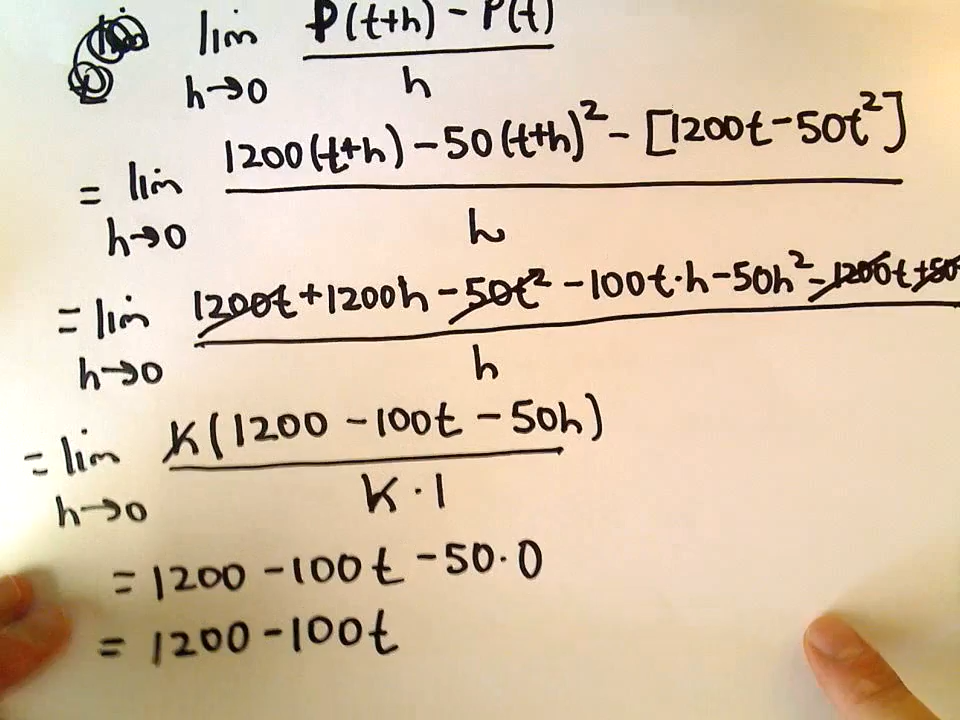 lim P(t+h) - P(t)
h→0 h
= lim 1200(t+h) - 50(t+h)² - [1200t - 50t²]
h→0 h
= lim 1200t + 1200h - 50t² - 100t·h - 50h² - 1200t + 50
h→0 h
= lim h(1200 - 100t - 50h)
h→0 h · 1
= 1200 - 100t - 50·0
= 1200 - 100t